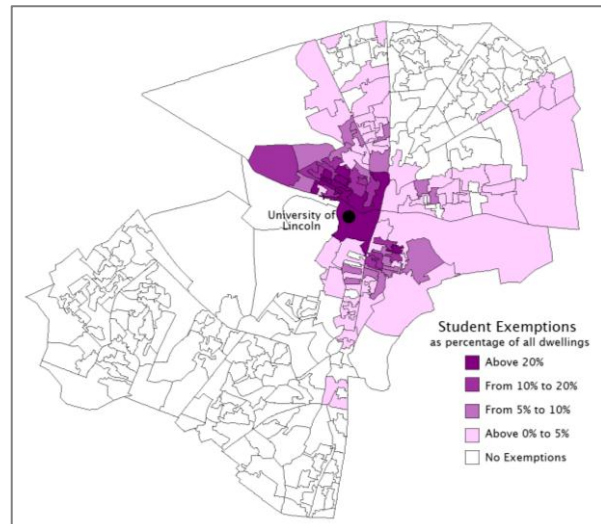 University of
Lincoln
Student Exemptions
as percentage of all dwellings
Above 20%
From 10% to 20%
From 5% to 10%
Above 0% to 5%
No Exemptions